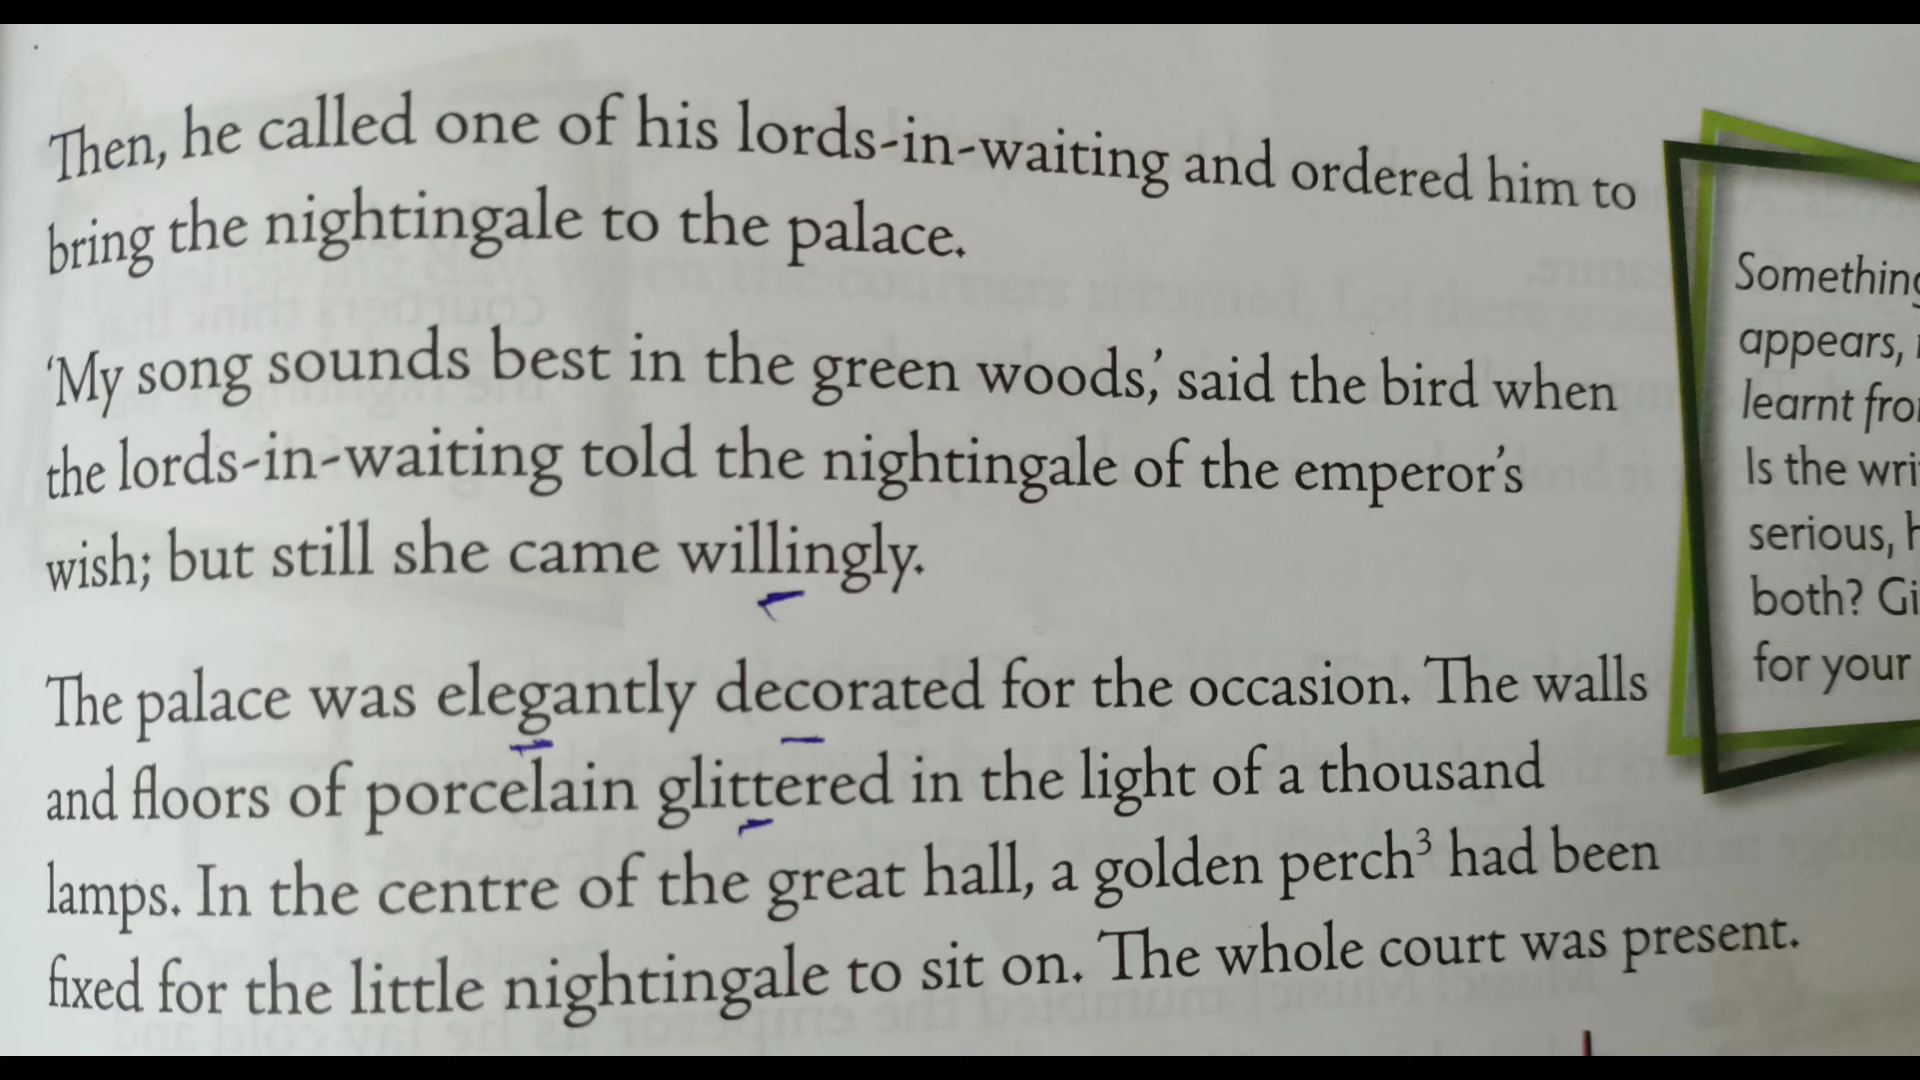 Then, he called one of his lords-in-waiting and ordered him to
bring the nightingale to the palace.
‘My song sounds best in the green woods,’ said the bird when
the lords-in-waiting told the nightingale of the emperor’s
wish; but still she came willingly.
The palace was elegantly decorated for the occasion. The walls
and floors of porcelain glittered in the light of a thousand
lamps. In the centre of the great hall, a golden perch³ had been
fixed for the little nightingale to sit on. The whole court was present.
Something
appears,
learnt
Is the
serious,
both?
for your